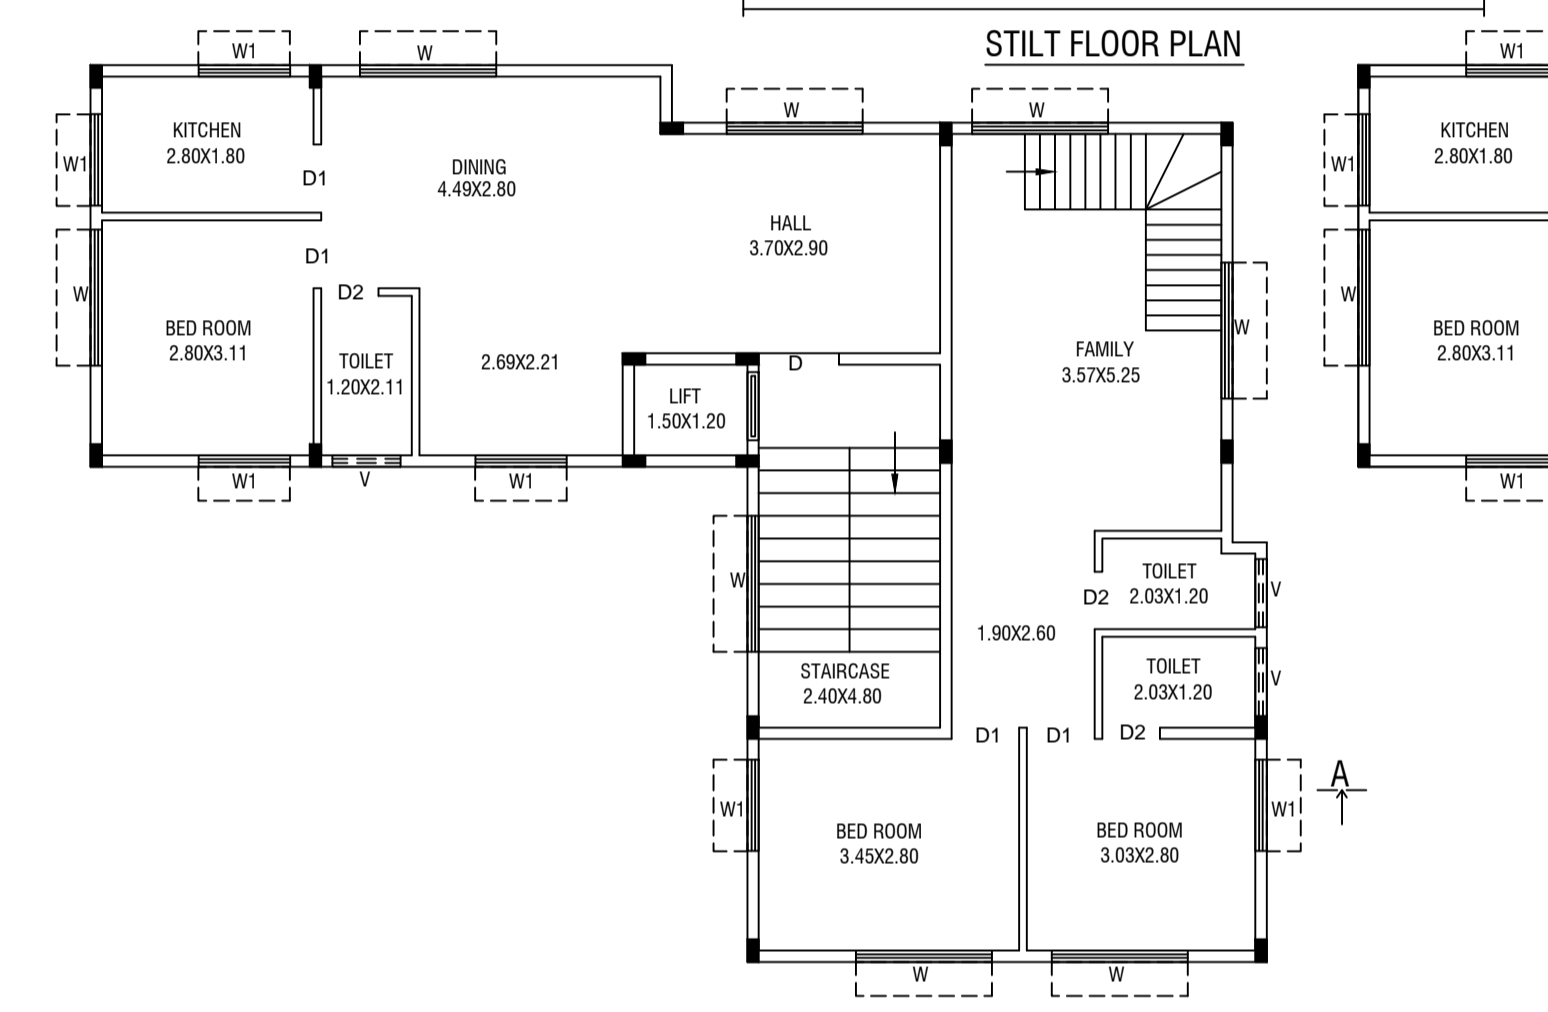 STILT FLOOR PLAN
W1
W
W
W
W1
KITCHEN
2.80X1.80
W1
D1
DINING
4.49X2.80
HALL
3.70X2.90
KITCHEN
2.80X1.80
W1
D1
W
BED ROOM
2.80X3.11
D2
TOILET
1.20X2.11
2.69X2.21
LIFT
1.50X1.20
D
FAMILY
3.57X5.25
W
W
BED ROOM
2.80X3.11
W1
V
W1
W1
W
TOILET
2.03X1.20
D2
V
1.90X2.60
STAIRCASE
2.40X4.80
TOILET
2.03X1.20
V
D1
D1
D2
A
W1
BED ROOM
3.45X2.80
BED ROOM
3.03X2.80
W1
W
W